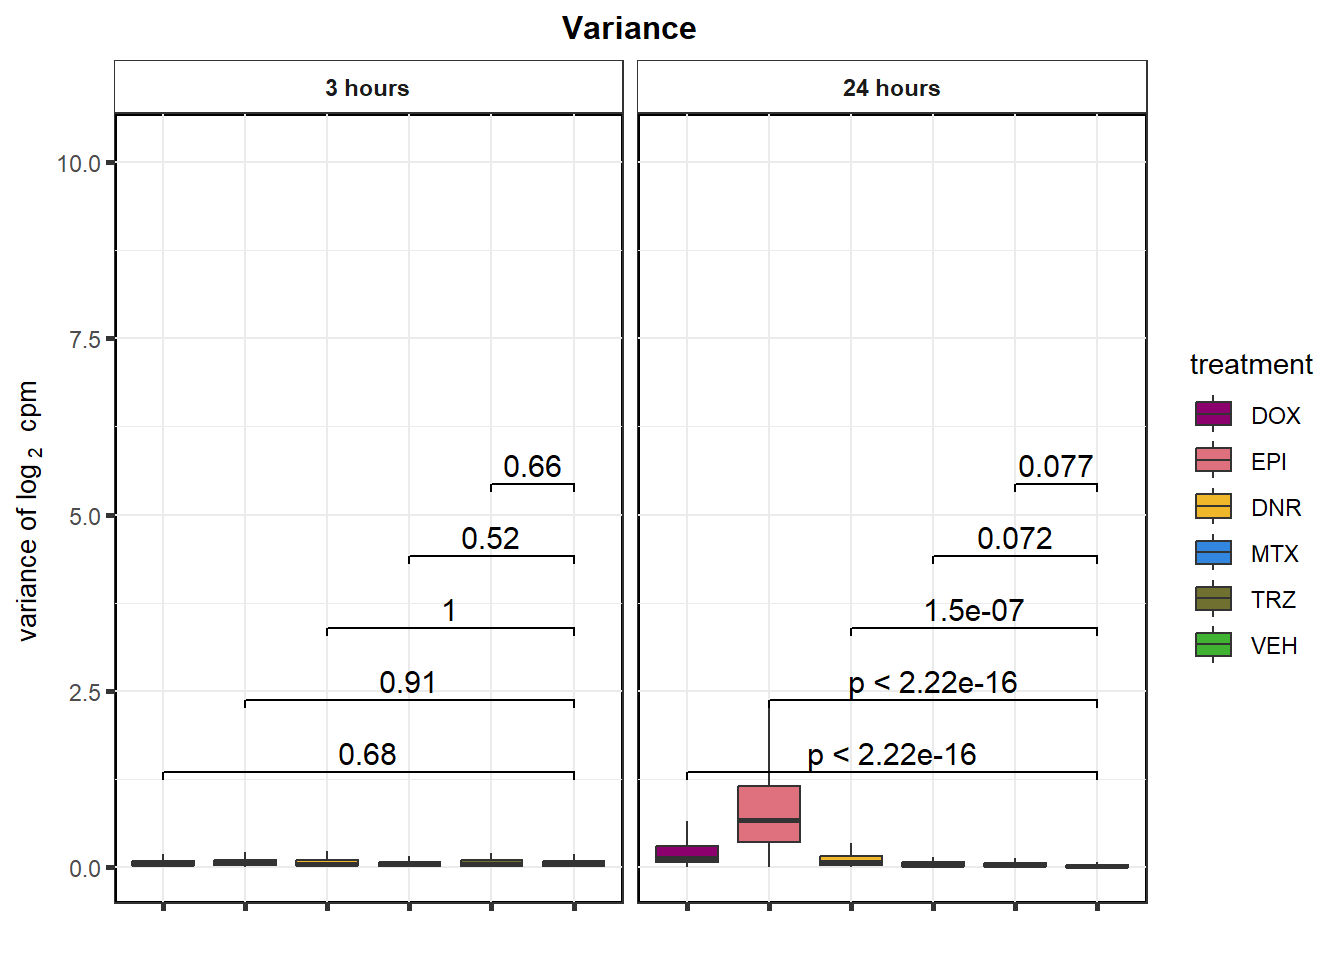 Variance
3 hours
24 hours
10.0
7.5
5.0
2.5
0.0
variance of log 2 cpm
0.66
0.52
1
0.91
0.68
0.077
0.072
1.5e-07
p < 2.22e-16
p < 2.22e-16
treatment
DOX
EPI
DNR
MTX
TRZ
VEH